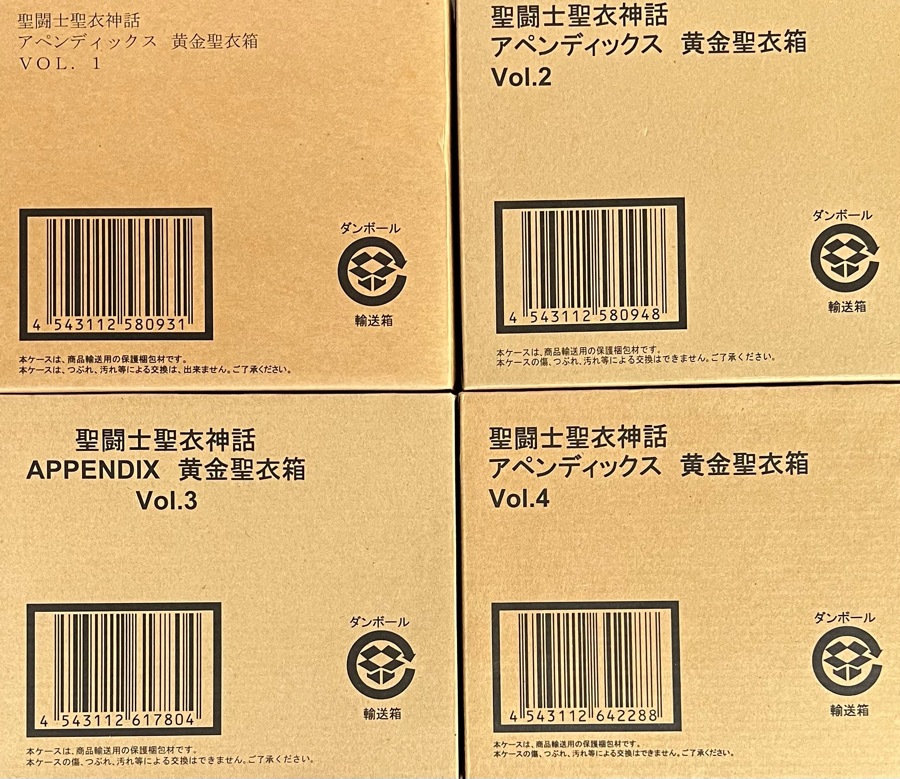 聖闘士聖衣神話
アペンディックス 黄金聖衣箱
VOL. 1
4 543112 580931
ダンボール
輸送箱
本ケースは、商品輸送用の保護梱包材です。
本ケースは、つぶれ、汚れ等による交換は、出来ません。ご了承ください。
聖闘士聖衣神話
アペンディックス 黄金聖衣箱
Vol.2
4 543112 580948
ダンボール
輸送箱
本ケースは、商品輸送用の保護梱包材です。
本ケースの傷、つぶれ、汚れ等による交換はできません。ご了承ください。
聖闘士聖衣神話
APPENDIX 黄金聖衣箱
Vol.3
4 543112 617804
ダンボール
輸送箱
本ケースは、商品輸送用の保護梱包材です。
本ケースの傷、つぶれ、汚れ等による交換はできません。ご了承ください。
聖闘士聖衣神話
アペンディックス 黄金聖衣箱
Vol.4
4 543112 642288
ダンボール
輸送箱
本ケースは、商品輸送用の保護梱包材です。
本ケースの傷、つぶれ、汚れ等による交換はできません。ご了承ください。